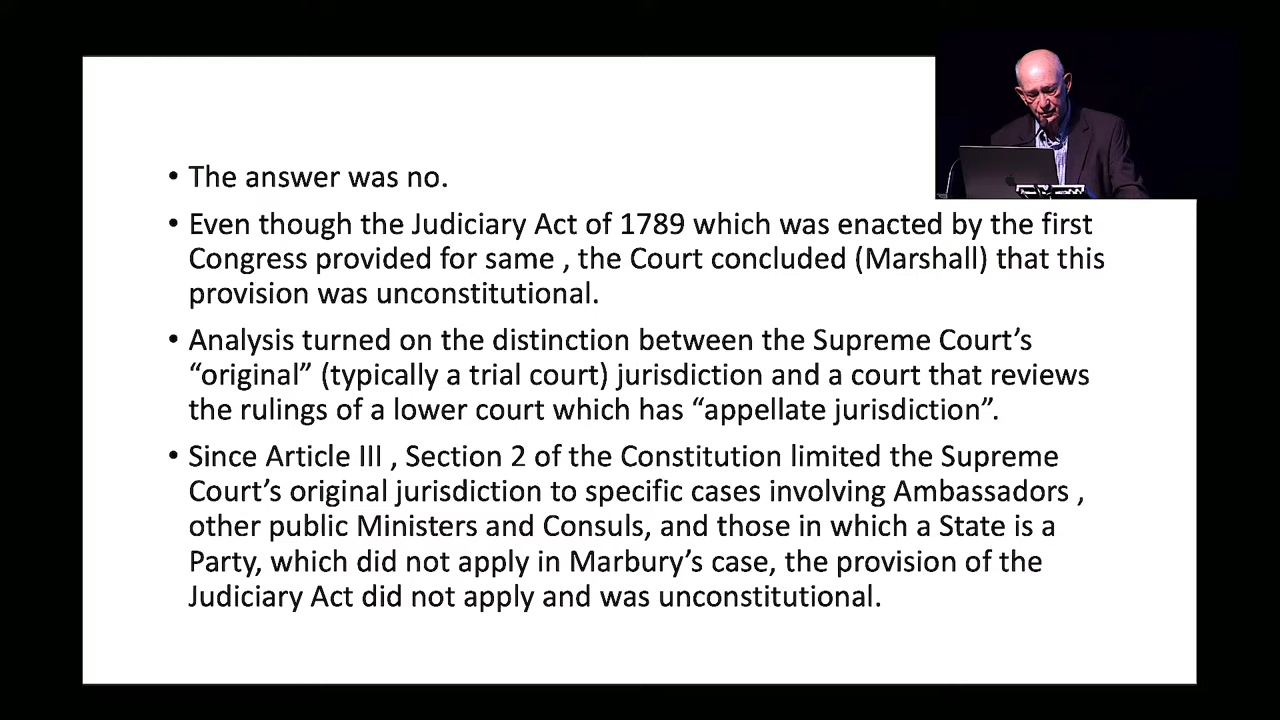 • The answer was no.
• Even though the Judiciary Act of 1789 which was enacted by the first
Congress provided for same , the Court concluded (Marshall) that this
provision was unconstitutional.
• Analysis turned on the distinction between the Supreme Court’s
“original” (typically a trial court) jurisdiction and a court that reviews
the rulings of a lower court which has “appellate jurisdiction”.
• Since Article III , Section 2 of the Constitution limited the Supreme
Court’s original jurisdiction to specific cases involving Ambassadors ,
other public Ministers and Consuls, and those in which a State is a
Party, which did not apply in Marbury’s case, the provision of the
Judiciary Act did not apply and was unconstitutional.